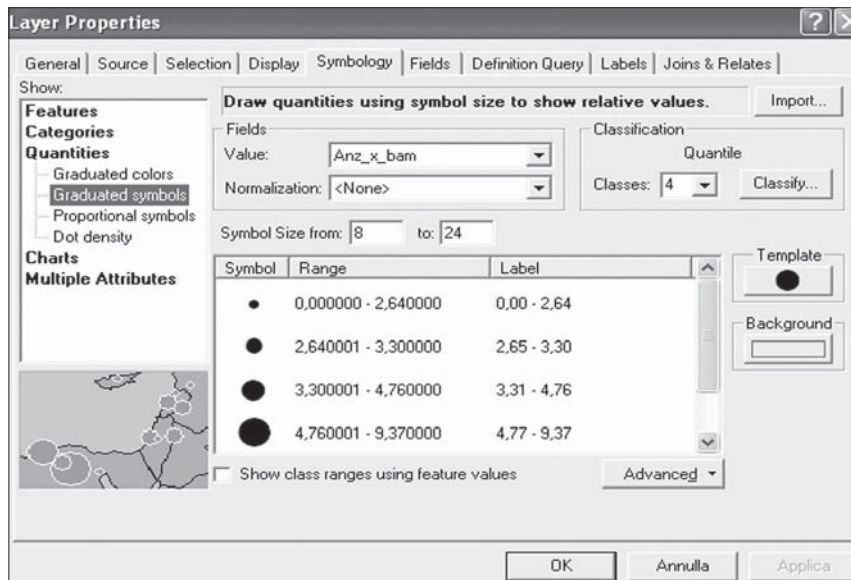 Layer Properties
General Source Selection Display Symbology Fields Definition Query Labels Joins & Relates
Show:
Features
Categories
Quantities
Graduated colors
Graduated symbols
Proportional symbols
Dot density
Charts
Multiple Attributes
Draw quantities using symbol size to show relative values.
Import...
Fields
Value: Anz_x_bam
Normalization: <None>
Classification
Quantile
Classes: 4 Classify...
Symbol Size from: 8 to: 24
Symbol Range Label
0,000000 - 2,640000 0,00 - 2,64
2,640001 - 3,300000 2,65 - 3,30
3,300001 - 4,760000 3,31 - 4,76
4,760001 - 9,370000 4,77 - 9,37
Template
Background
Show class ranges using feature values
Advanced
OK Annulla Applica